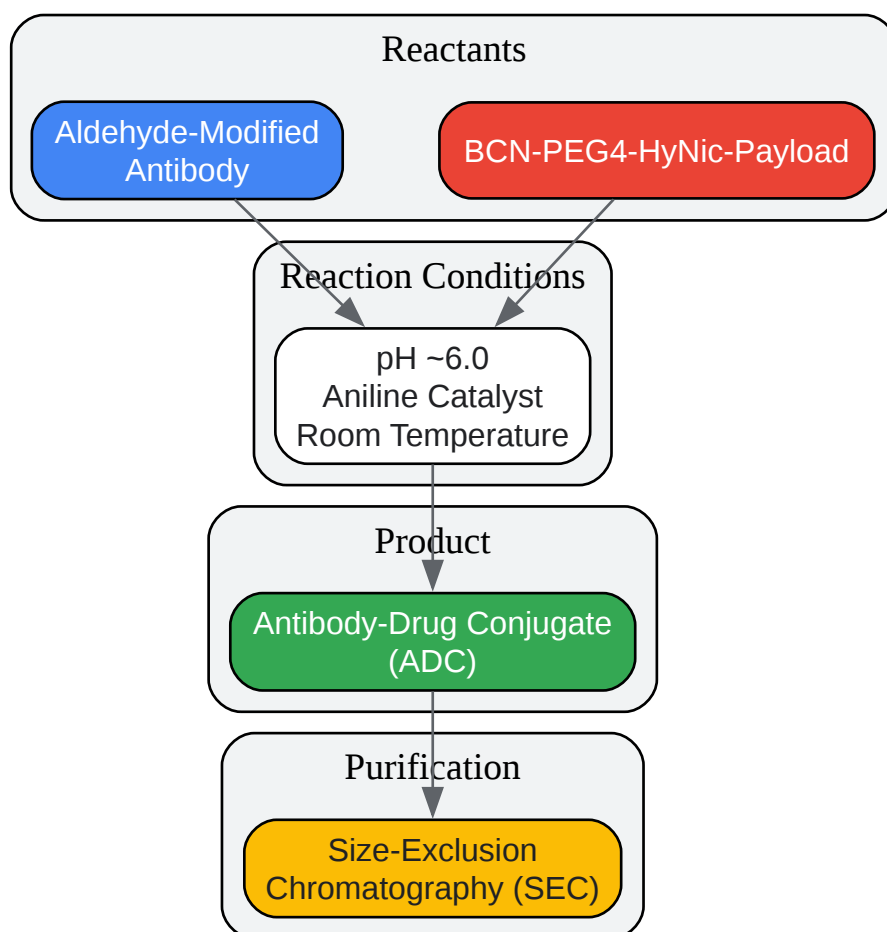 Reactants
Aldehyde-Modified
Antibody
BCN-PEG4-HyNic-Payload
Reaction Conditions
pH ~6.0
Aniline Catalyst
Room Temperature
Product
Antibody-Drug Conjugate
(ADC)
Purification
Size-Exclusion
Chromatography (SEC)